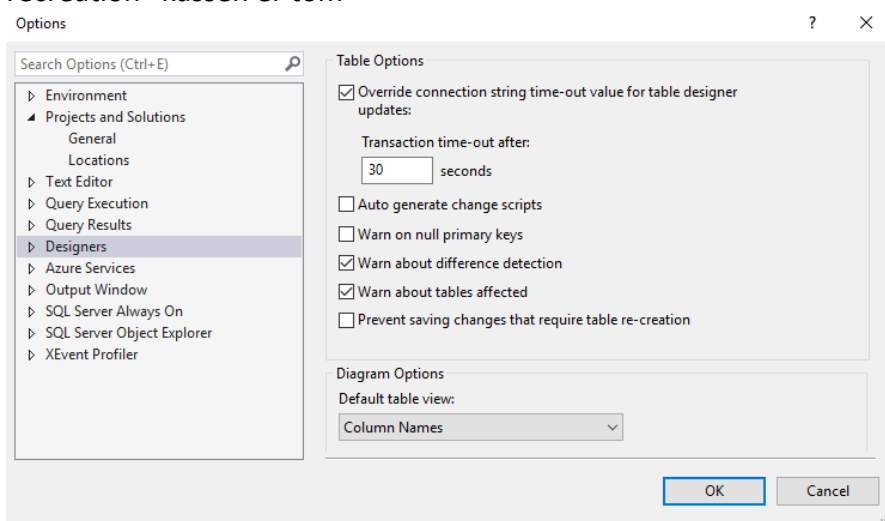 recreation" kassen er tom
Options
?
Search Options (Ctrl+E)
Environment
Projects and Solutions
General
Locations
Text Editor
Query Execution
Query Results
Designers
Azure Services
Output Window
SQL Server Always On
SQL Server Object Explorer
XEvent Profiler
Table Options
Override connection string time-out value for table designer
updates:
Transaction time-out after:
30 seconds
Auto generate change scripts
Warn on null primary keys
Warn about difference detection
Warn about tables affected
Prevent saving changes that require table re-creation
Diagram Options
Default table view:
Column Names
OK
Cancel